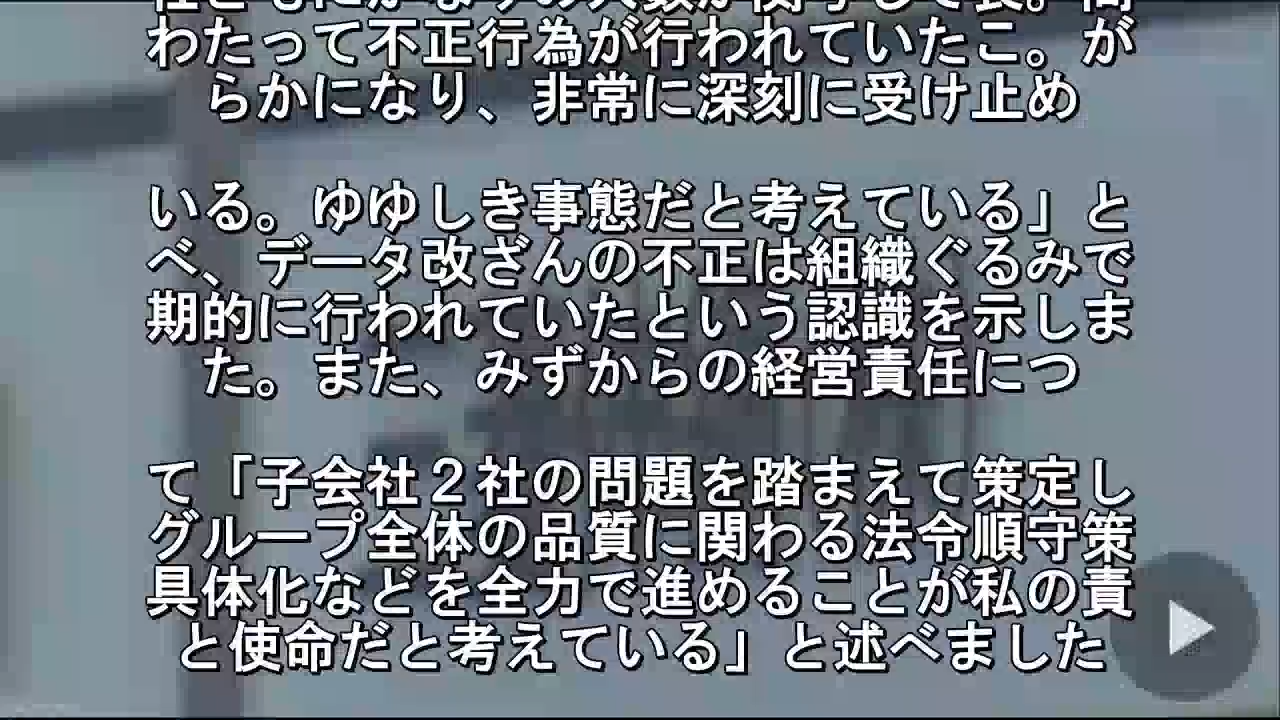 わたって不正行為が行われていたこ。が
らかになり、非常に深刻に受け止め
いる。ゆゆしき事態だと考えている」と
べ、データ改ざんの不正は組織ぐるみで
期的に行われていたという認識を示しま
た。また、みずからの経営責任につ
て「子会社２社の問題を踏まえて策定し
グループ全体の品質に関わる法令順守策
具体化などを全力で進めることが私の責
と使命だと考えている」と述べました